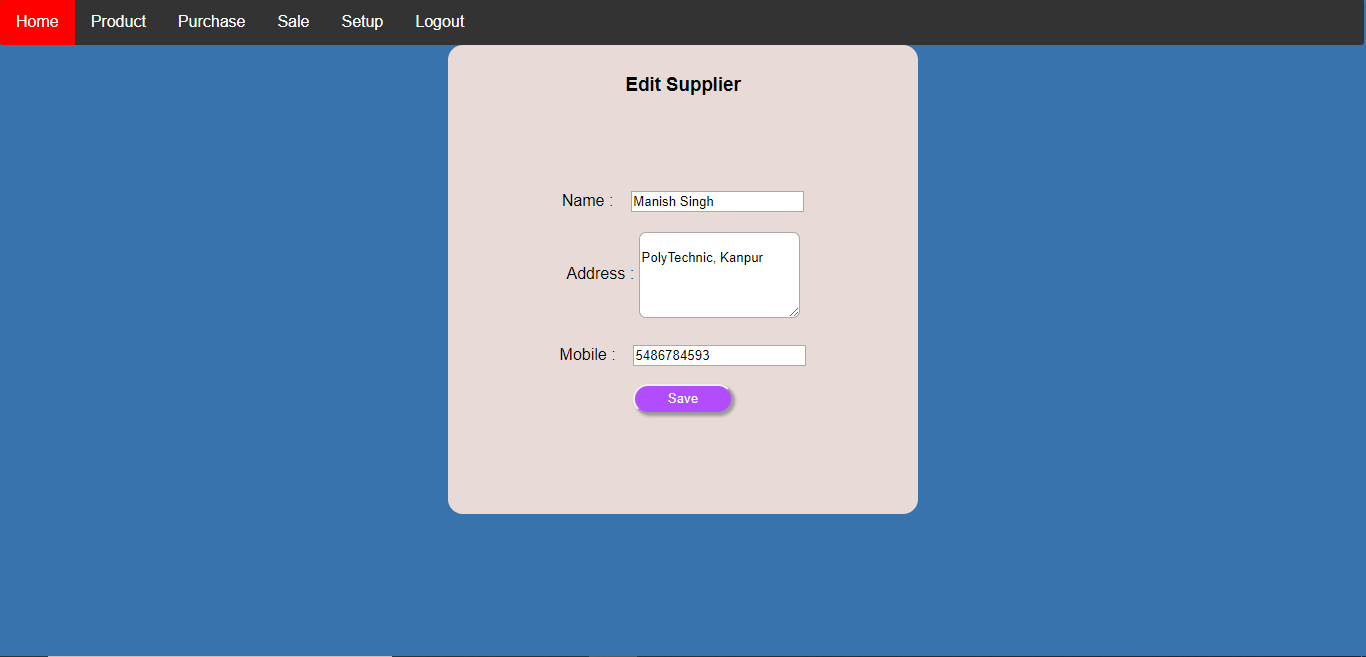 Home Product Purchase Sale Setup Logout
Edit Supplier
Name : Manish Singh
Address : PolyTechnic, Kanpur
Mobile : 5486784593
Save